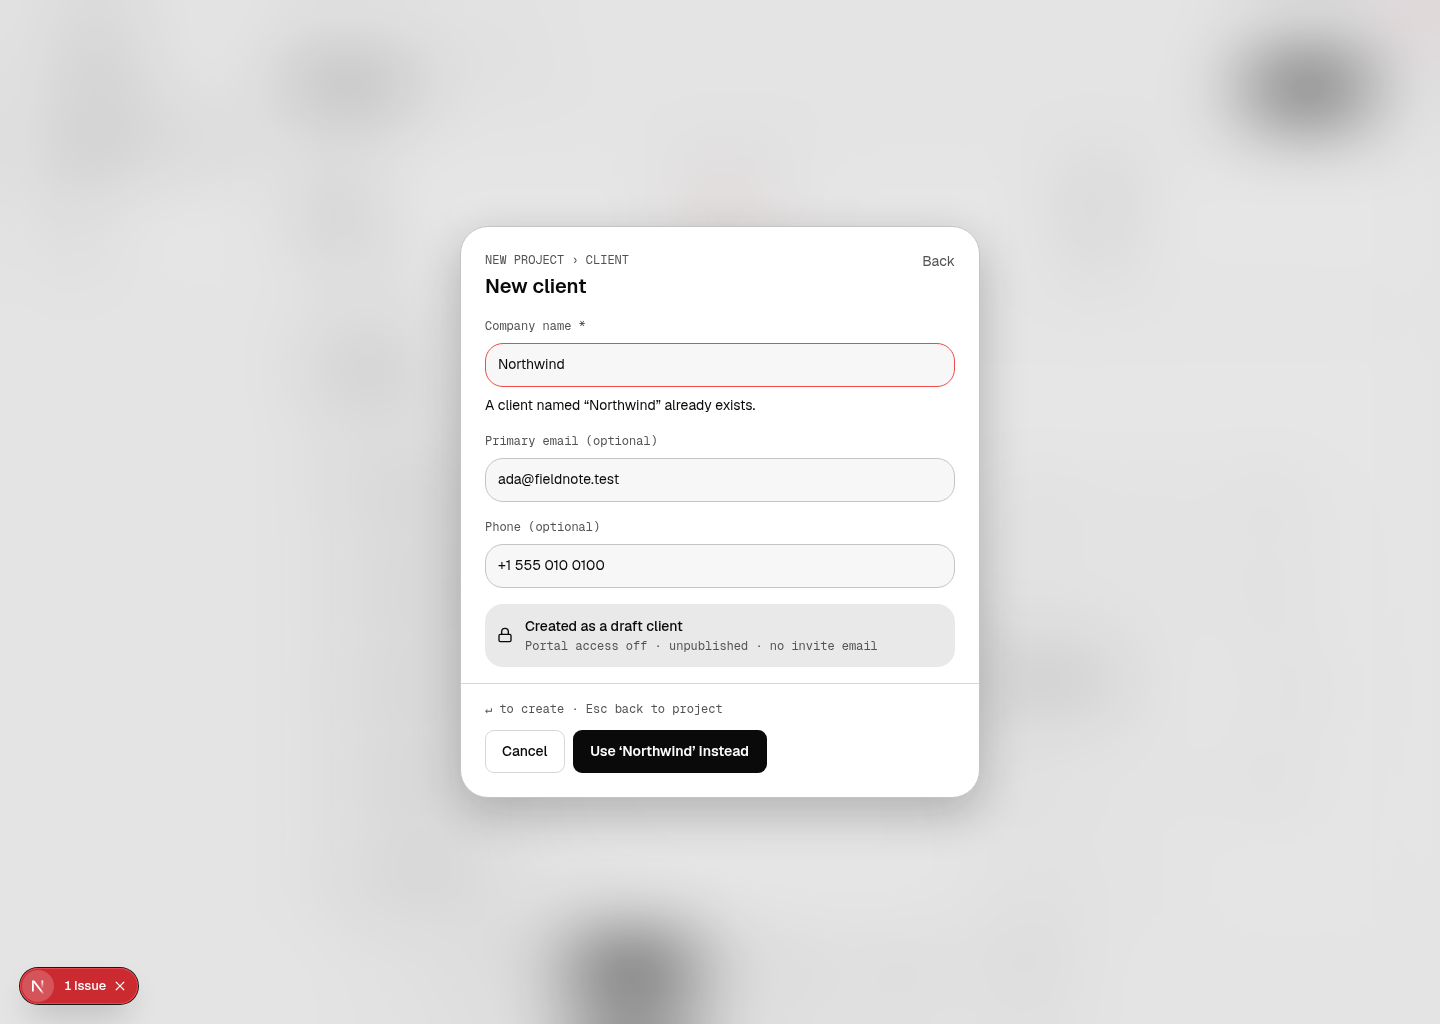 NEW PROJECT › CLIENT
Back
New client
Company name *
Northwind
A client named “Northwind” already exists.
Primary email (optional)
ada@fieldnote.test
Phone (optional)
+1 555 010 0100
Created as a draft client
Portal access off · unpublished · no invite email
↵ to create · Esc back to project
Cancel
Use ‘Northwind’ instead
N
1 Issue